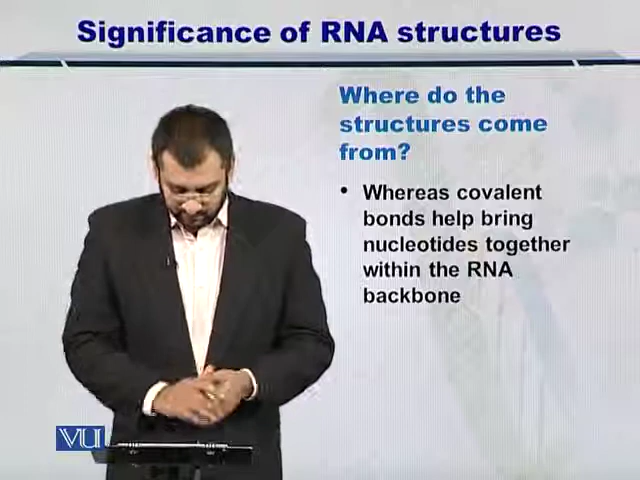 Significance of RNA structures
Where do the
structures come
from?
• Whereas covalent
bonds help bring
nucleotides together
within the RNA
backbone
VU